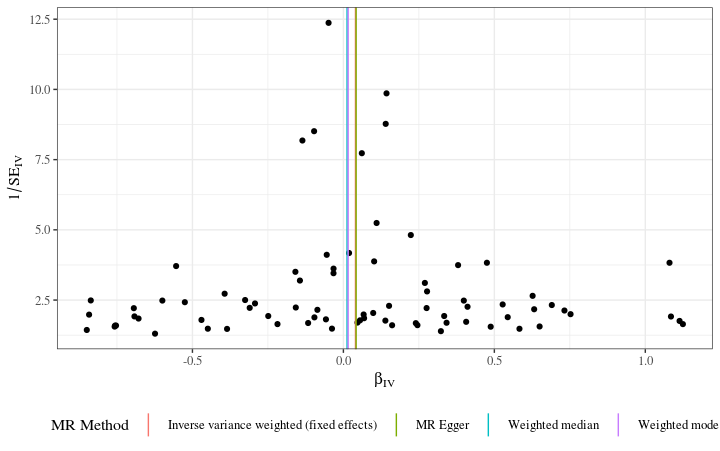 12.5
10.0
7.5
5.0
2.5
1/SE_IV
-0.5 0.0 0.5 1.0
β_IV
MR Method Inverse variance weighted (fixed effects) MR Egger Weighted median Weighted mode